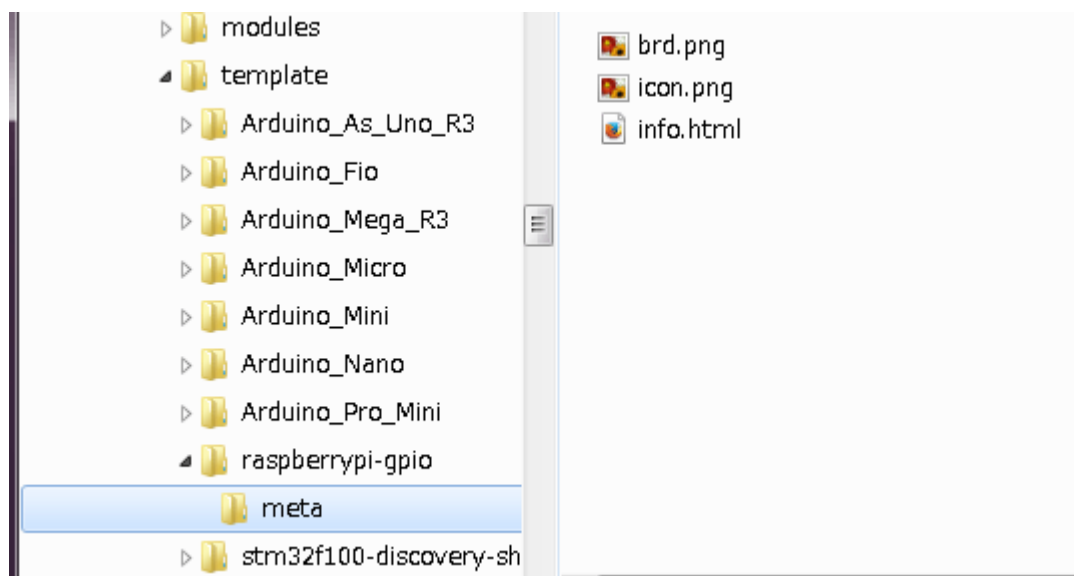 modules
template
Arduino_As_Uno_R3
Arduino_Fio
Arduino_Mega_R3
Arduino_Micro
Arduino_Mini
Arduino_Nano
Arduino_Pro_Mini
raspberrypi-gpio
meta
stm32f100-discovery-sh
brd.png
icon.png
info.html